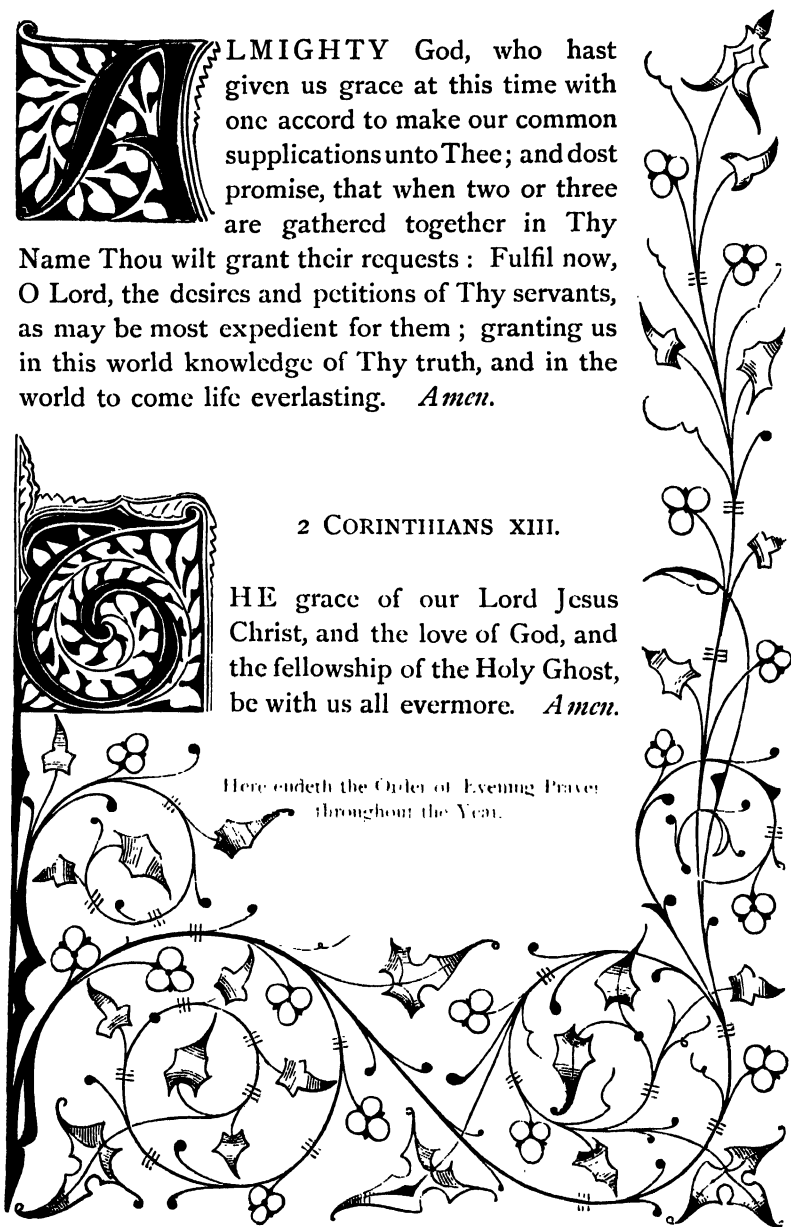 ALMIGHTY God, who hast
given us grace at this time with
one accord to make our common
supplications unto Thee; and dost
promise, that when two or three
are gathered together in Thy
Name Thou wilt grant their requests : Fulfil now,
O Lord, the desires and petitions of Thy servants,
as may be most expedient for them ; granting us
in this world knowledge of Thy truth, and in the
world to come life everlasting. Amen.
2 CORINTHIANS XIII.
THE grace of our Lord Jesus
Christ, and the love of God, and
the fellowship of the Holy Ghost,
be with us all evermore. Amen.
Here endeth the Order of Evening Prayer
throughout the Year.